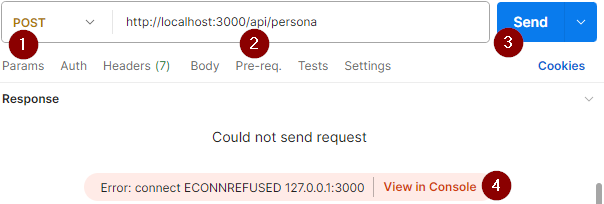 POST http://localhost:3000/api/persona Send
1 2 3
Params Auth Headers (7) Body Pre-req. Tests Settings Cookies
Response
Could not send request
Error: connect ECONNREFUSED 127.0.0.1:3000 View in Console 4